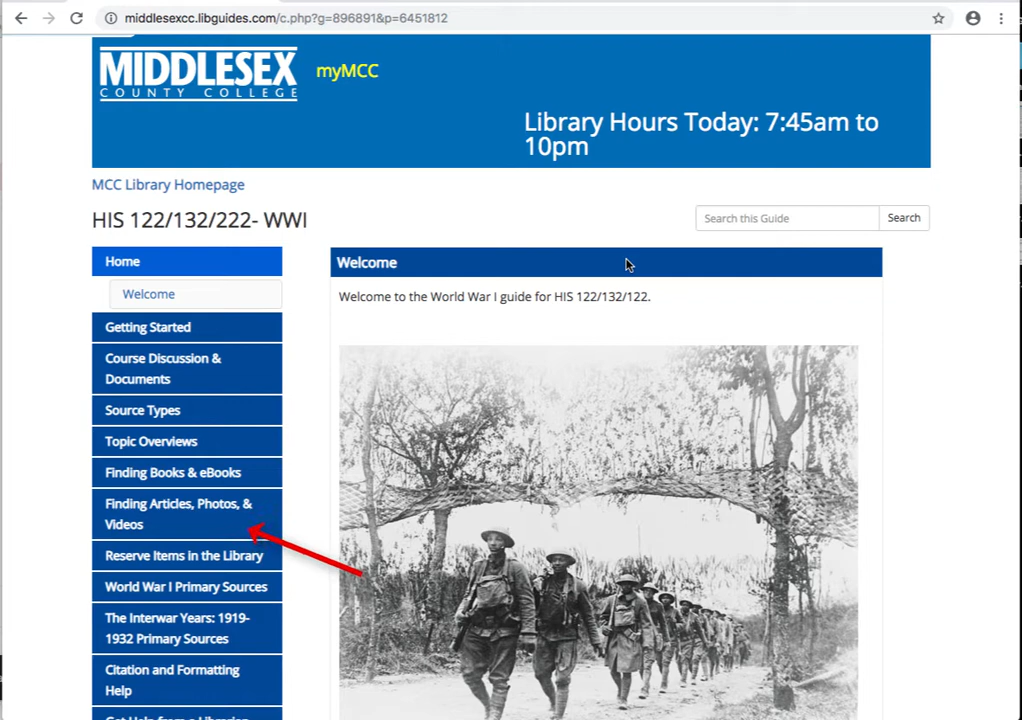 middlesexcc.libguides.com/c.php?g=896891&p=6451812
MIDDLESEX
COUNTY COLLEGE
myMCC
Library Hours Today: 7:45am to
10pm
MCC Library Homepage
HIS 122/132/222- WWI
Search this Guide
Search
Home
Welcome
Getting Started
Course Discussion &
Documents
Source Types
Topic Overviews
Finding Books & eBooks
Finding Articles, Photos, &
Videos
Reserve Items in the Library
World War I Primary Sources
The Interwar Years: 1919-
1932 Primary Sources
Citation and Formatting
Help
Get Help from a Librarian
Welcome
Welcome to the World War I guide for HIS 122/132/122.